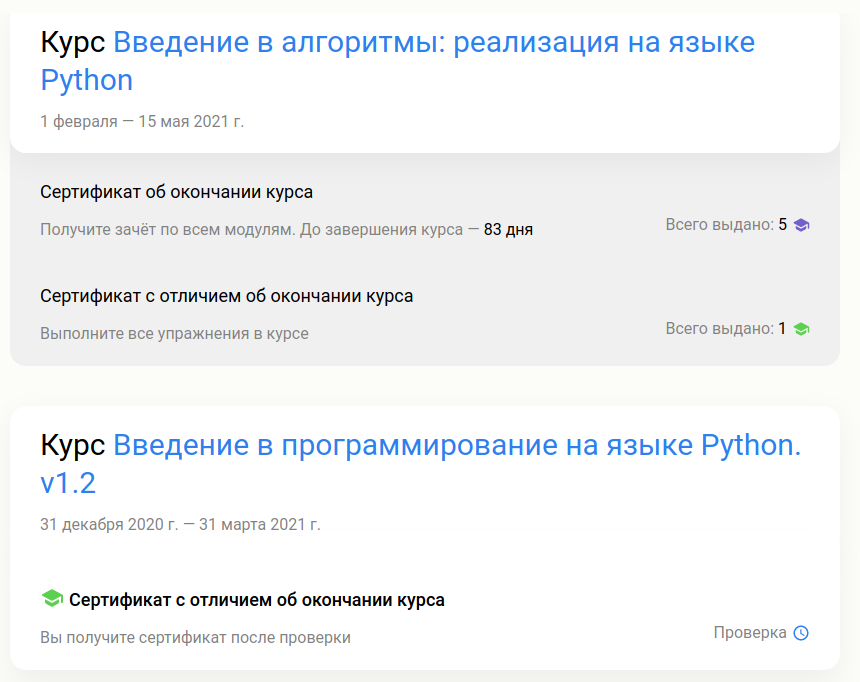 Курс Введение в алгоритмы: реализация на языке
Python
1 февраля — 15 мая 2021 г.
Сертификат об окончании курса
Получите зачёт по всем модулям. До завершения курса — 83 дня
Всего выдано: 5
Сертификат с отличием об окончании курса
Выполните все упражнения в курсе
Всего выдано: 1
Курс Введение в программирование на языке Python.
v1.2
31 декабря 2020 г. — 31 марта 2021 г.
Сертификат с отличием об окончании курса
Вы получите сертификат после проверки
Проверка